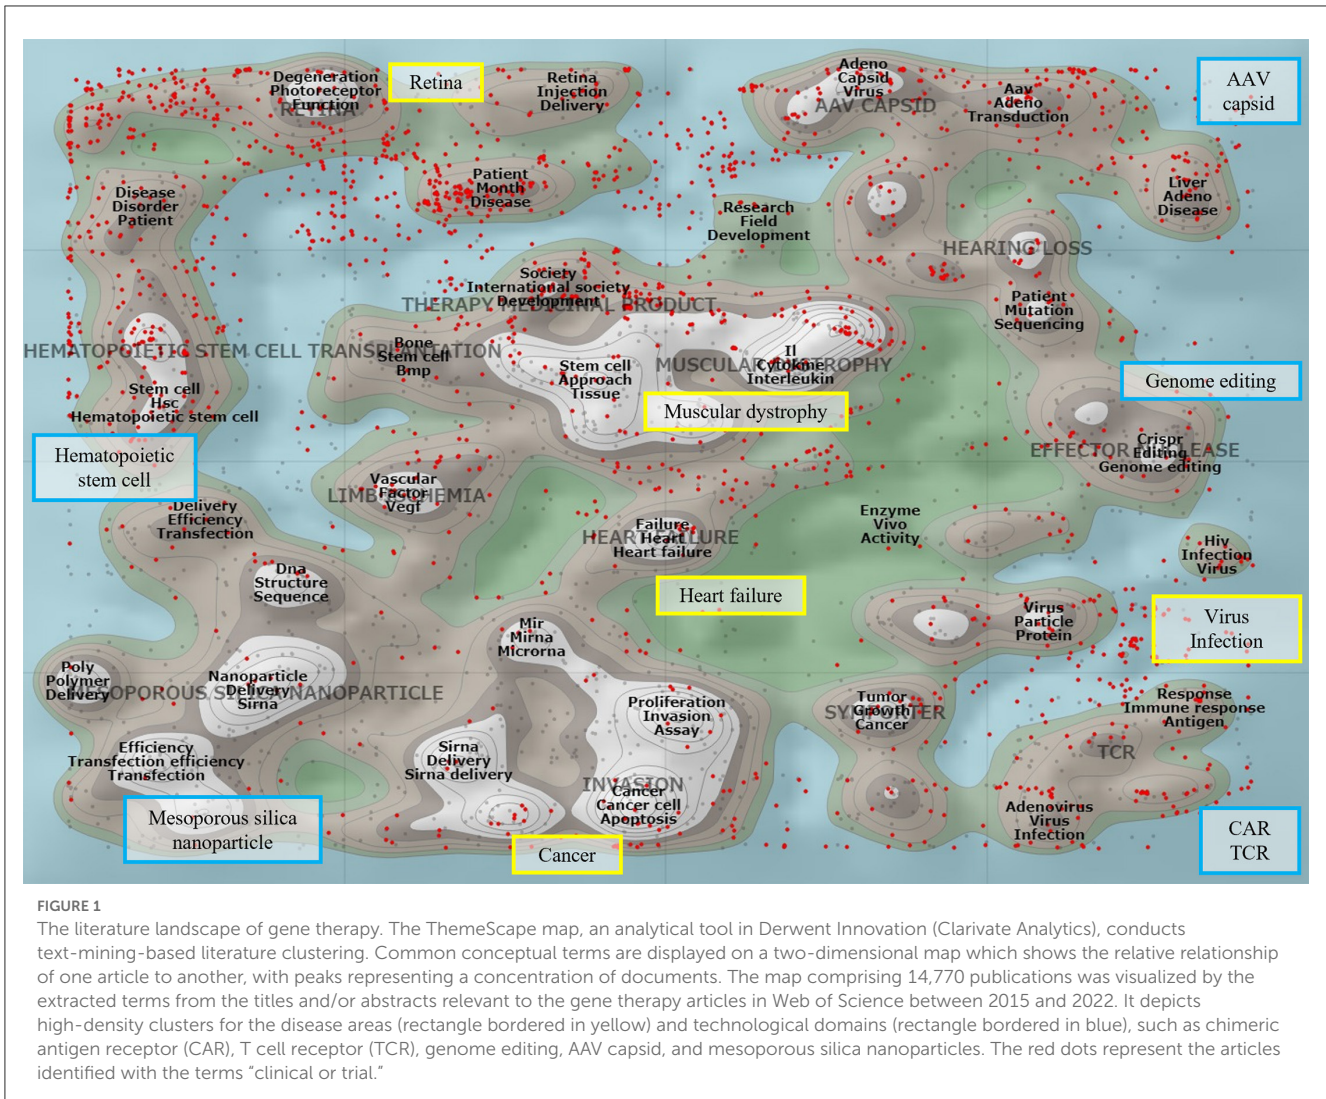 Degeneration
Photoreceptor
Function
RETINA
Retina
Retina
Injection
Delivery
Adeno
Capsid
Virus
AAV CAPSID
Aav
Adeno
Transduction
AAV
capsid
Disease
Disorder
Patient
Patient
Month
Disease
Research
Field
Development
Liver
Adeno
Disease
HEARING LOSS
Society
International society
Development
THERAPY MEDICINAL PRODUCT
Patient
Mutation
Sequencing
HEMATOPOIETIC STEM CELL TRANSPLANTATION
Bone
Stem cell
Bmp
Stem cell
Approach
Tissue
MUSCULAR DYSTROPHY
Il
Cytokine
Interleukin
Genome editing
Stem cell
Hsc
Hematopoietic stem cell
Muscular dystrophy
Hematopoietic
stem cell
EFFECTOR NUCLEASE
Crispr
Editing
Genome editing
Vascular
Factor
Vegf
LIMB ISCHEMIA
Delivery
Efficiency
Transfection
Failure
Heart
Heart failure
HEART FAILURE
Enzyme
Vivo
Activity
Hiv
Infection
Virus
Dna
Structure
Sequence
Heart failure
Mir
Mirna
Microrna
Virus
Particle
Protein
Virus
Infection
Poly
Polymer
Delivery
MESOPOROUS SILICA NANOPARTICLE
Nanoparticle
Delivery
Sirna
Proliferation
Invasion
Assay
Tumor
Growth
Cancer
SYMPORTER
Response
Immune response
Antigen
TCR
Efficiency
Transfection efficiency
Transfection
Sirna
Delivery
Sirna delivery
INVASION
Cancer
Cancer cell
Apoptosis
Adenovirus
Virus
Infection
Mesoporous silica
nanoparticle
Cancer
CAR
TCR
FIGURE 1
The literature landscape of gene therapy. The ThemeScape map, an analytical tool in Derwent Innovation (Clarivate Analytics), conducts
text-mining-based literature clustering. Common conceptual terms are displayed on a two-dimensional map which shows the relative relationship
of one article to another, with peaks representing a concentration of documents. The map comprising 14,770 publications was visualized by the
extracted terms from the titles and/or abstracts relevant to the gene therapy articles in Web of Science between 2015 and 2022. It depicts
high-density clusters for the disease areas (rectangle bordered in yellow) and technological domains (rectangle bordered in blue), such as chimeric
antigen receptor (CAR), T cell receptor (TCR), genome editing, AAV capsid, and mesoporous silica nanoparticles. The red dots represent the articles
identified with the terms “clinical or trial.”